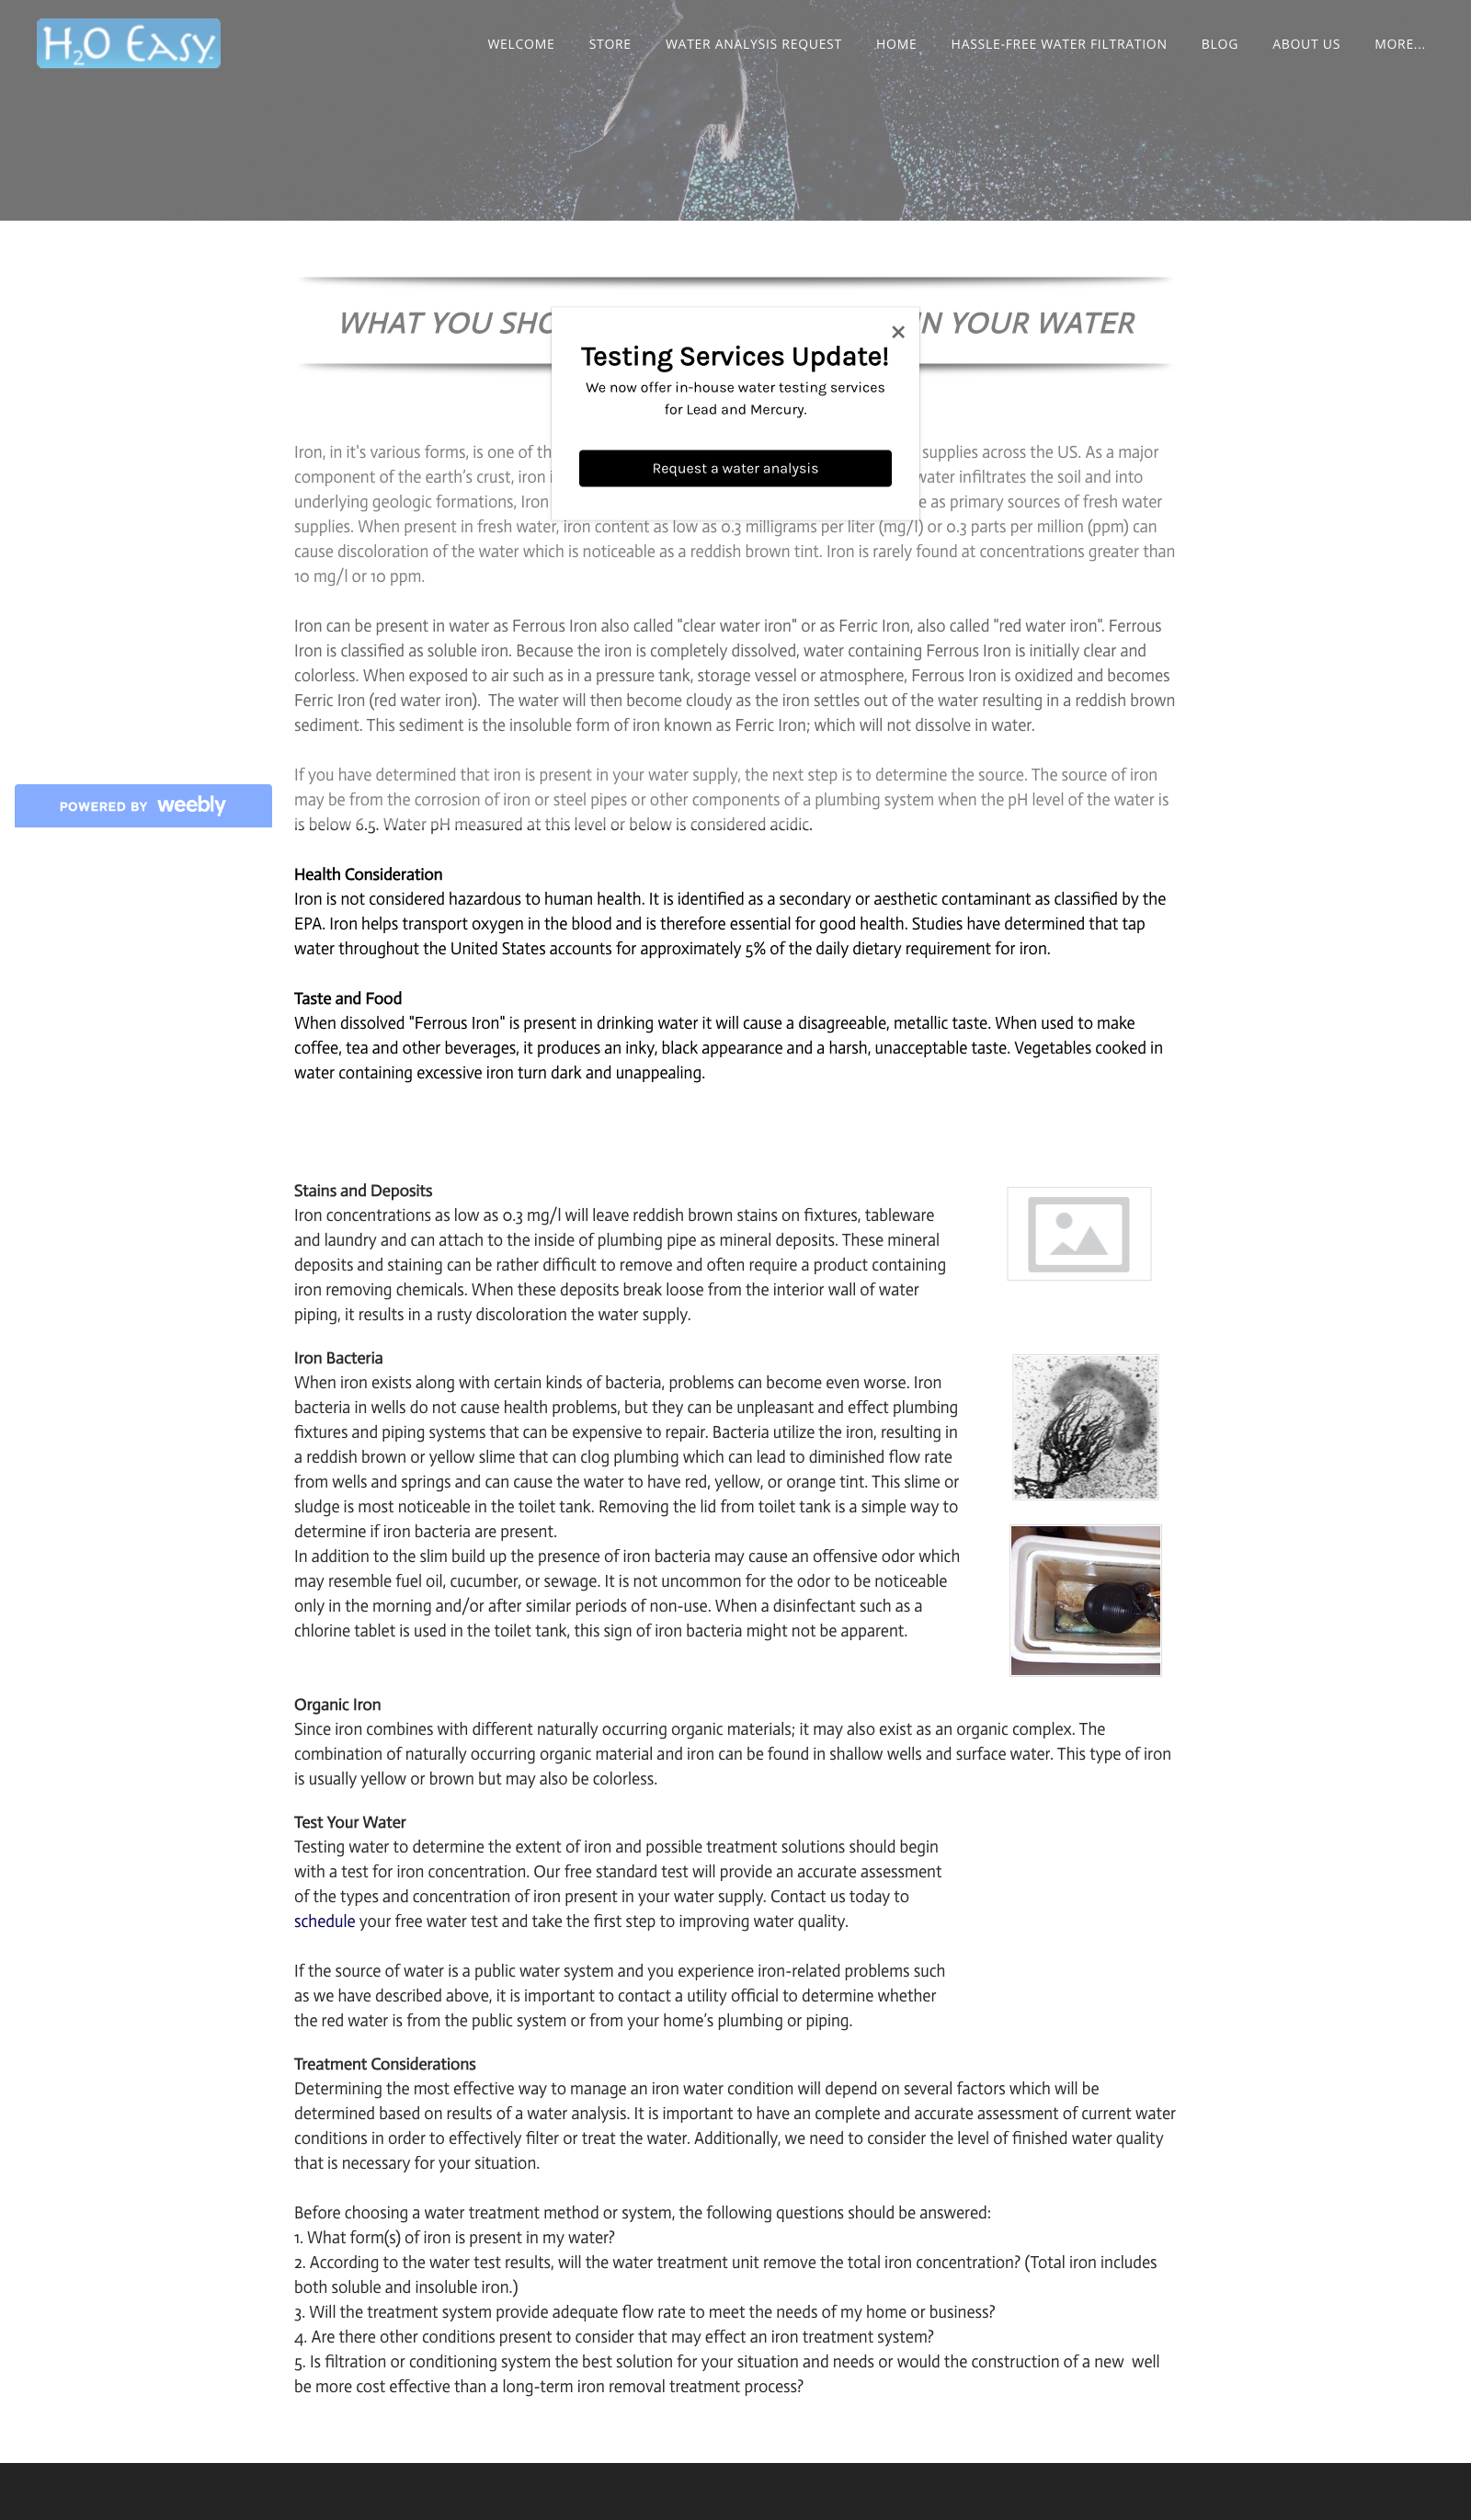 H2O Easy
WELCOME STORE WATER ANALYSIS REQUEST HOME HASSLE-FREE WATER FILTRATION BLOG ABOUT US MORE...
WHAT YOU SHO
IN YOUR WATER
Testing Services Update!
We now offer in-house water testing services
for Lead and Mercury.
Request a water analysis
Iron, in it's various forms, is one of th supplies across the US. As a major
component of the earth's crust, iron i water infiltrates the soil and into
underlying geologic formations, Iron e as primary sources of fresh water
supplies. When present in fresh water, iron content as low as 0.3 milligrams per liter (mg/l) or 0.3 parts per million (ppm) can
cause discoloration of the water which is noticeable as a reddish brown tint. Iron is rarely found at concentrations greater than
10 mg/l or 10 ppm.
Iron can be present in water as Ferrous Iron also called "clear water iron" or as Ferric Iron, also called "red water iron". Ferrous
Iron is classified as soluble iron. Because the iron is completely dissolved, water containing Ferrous Iron is initially clear and
colorless. When exposed to air such as in a pressure tank, storage vessel or atmosphere, Ferrous Iron is oxidized and becomes
Ferric Iron (red water iron).  The water will then become cloudy as the iron settles out of the water resulting in a reddish brown
sediment. This sediment is the insoluble form of iron known as Ferric Iron; which will not dissolve in water.
If you have determined that iron is present in your water supply, the next step is to determine the source. The source of iron
may be from the corrosion of iron or steel pipes or other components of a plumbing system when the pH level of the water is
is below 6.5. Water pH measured at this level or below is considered acidic.
POWERED BY weebly
Health Consideration
Iron is not considered hazardous to human health. It is identified as a secondary or aesthetic contaminant as classified by the
EPA. Iron helps transport oxygen in the blood and is therefore essential for good health. Studies have determined that tap
water throughout the United States accounts for approximately 5% of the daily dietary requirement for iron.
Taste and Food
When dissolved "Ferrous Iron" is present in drinking water it will cause a disagreeable, metallic taste. When used to make
coffee, tea and other beverages, it produces an inky, black appearance and a harsh, unacceptable taste. Vegetables cooked in
water containing excessive iron turn dark and unappealing.
Stains and Deposits
Iron concentrations as low as 0.3 mg/l will leave reddish brown stains on fixtures, tableware
and laundry and can attach to the inside of plumbing pipe as mineral deposits. These mineral
deposits and staining can be rather difficult to remove and often require a product containing
iron removing chemicals. When these deposits break loose from the interior wall of water
piping, it results in a rusty discoloration the water supply.
Iron Bacteria
When iron exists along with certain kinds of bacteria, problems can become even worse. Iron
bacteria in wells do not cause health problems, but they can be unpleasant and effect plumbing
fixtures and piping systems that can be expensive to repair. Bacteria utilize the iron, resulting in
a reddish brown or yellow slime that can clog plumbing which can lead to diminished flow rate
from wells and springs and can cause the water to have red, yellow, or orange tint. This slime or
sludge is most noticeable in the toilet tank. Removing the lid from toilet tank is a simple way to
determine if iron bacteria are present.
In addition to the slim build up the presence of iron bacteria may cause an offensive odor which
may resemble fuel oil, cucumber, or sewage. It is not uncommon for the odor to be noticeable
only in the morning and/or after similar periods of non-use. When a disinfectant such as a
chlorine tablet is used in the toilet tank, this sign of iron bacteria might not be apparent.
Organic Iron
Since iron combines with different naturally occurring organic materials; it may also exist as an organic complex. The
combination of naturally occurring organic material and iron can be found in shallow wells and surface water. This type of iron
is usually yellow or brown but may also be colorless.
Test Your Water
Testing water to determine the extent of iron and possible treatment solutions should begin
with a test for iron concentration. Our free standard test will provide an accurate assessment
of the types and concentration of iron present in your water supply. Contact us today to
schedule your free water test and take the first step to improving water quality.
If the source of water is a public water system and you experience iron-related problems such
as we have described above, it is important to contact a utility official to determine whether
the red water is from the public system or from your home's plumbing or piping.
Treatment Considerations
Determining the most effective way to manage an iron water condition will depend on several factors which will be
determined based on results of a water analysis. It is important to have an complete and accurate assessment of current water
conditions in order to effectively filter or treat the water. Additionally, we need to consider the level of finished water quality
that is necessary for your situation.
Before choosing a water treatment method or system, the following questions should be answered:
1. What form(s) of iron is present in my water?
2. According to the water test results, will the water treatment unit remove the total iron concentration? (Total iron includes
both soluble and insoluble iron.)
3. Will the treatment system provide adequate flow rate to meet the needs of my home or business?
4. Are there other conditions present to consider that may effect an iron treatment system?
5. Is filtration or conditioning system the best solution for your situation and needs or would the construction of a new  well
be more cost effective than a long-term iron removal treatment process?